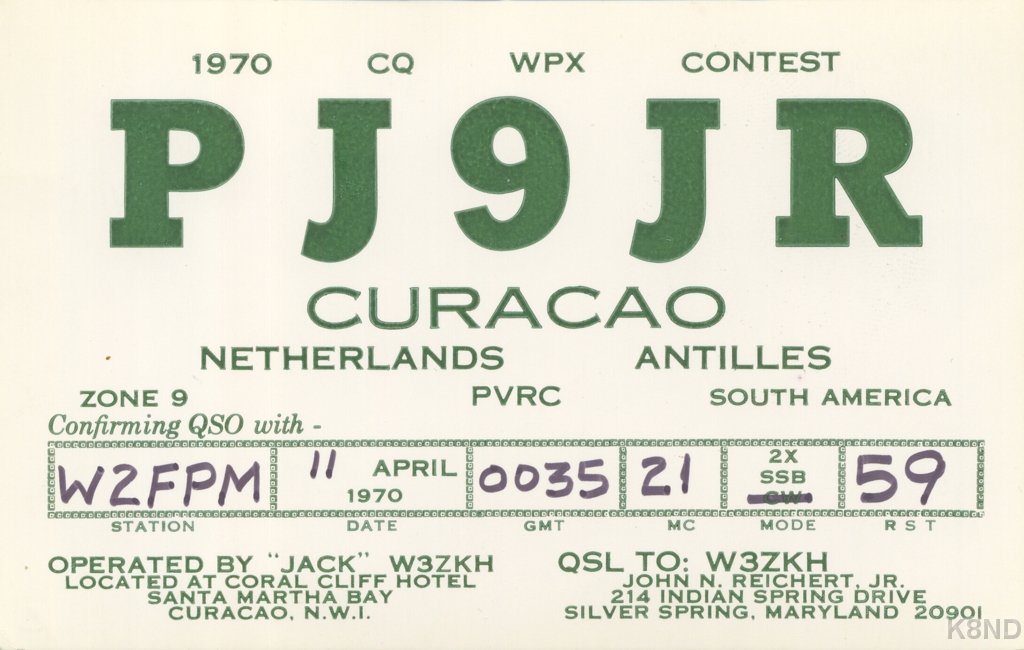 1970 CQ WPX CONTEST
PJ9JR
CURACAO
NETHERLANDS ANTILLES
ZONE 9 PVRC SOUTH AMERICA
Confirming QSO with -
W2FPM 11 APRIL 1970 0035 21 2X SSB CW 59
STATION DATE GMT MC MODE RST
OPERATED BY "JACK" W3ZKH
LOCATED AT CORAL CLIFF HOTEL
SANTA MARTHA BAY
CURACAO, N.W.I.
QSL TO: W3ZKH
JOHN N. REICHERT, JR.
214 INDIAN SPRING DRIVE
SILVER SPRING, MARYLAND 20901
K8ND